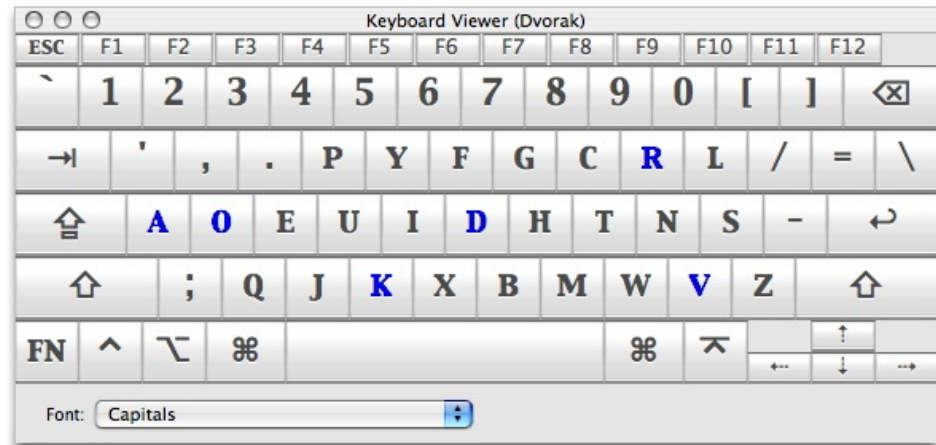 Keyboard Viewer (Dvorak)
ESC F1 F2 F3 F4 F5 F6 F7 F8 F9 F10 F11 F12
` 1 2 3 4 5 6 7 8 9 0 [ ]
' , . P Y F G C R L / = \
A O E U I D H T N S -
; Q J K X B M W V Z
FN
Font: Capitals